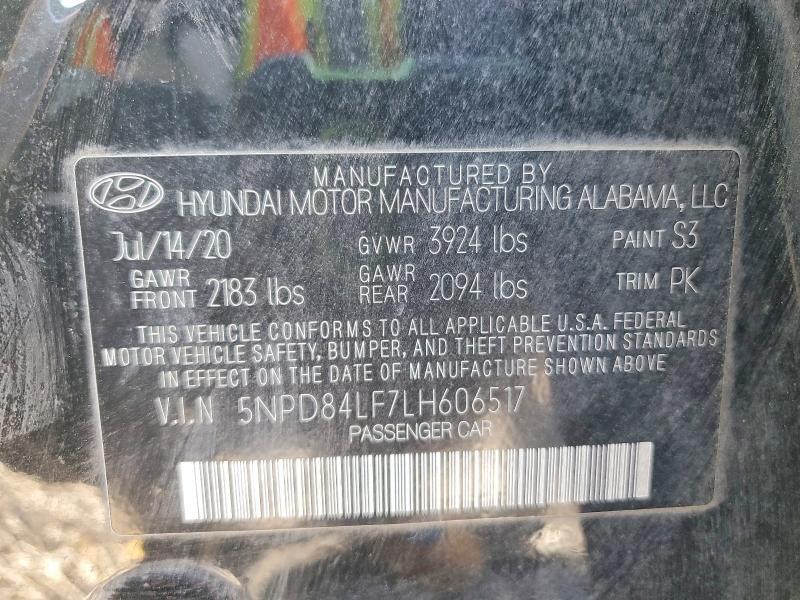 MANUFACTURED BY
HYUNDAI MOTOR MANUFACTURING ALABAMA, LLC
Jul/14/20 GVWR 3924 lbs PAINT S3
GAWR FRONT 2183 lbs GAWR REAR 2094 lbs TRIM PK
THIS VEHICLE CONFORMS TO ALL APPLICABLE U.S.A. FEDERAL
MOTOR VEHICLE SAFETY, BUMPER, AND THEFT PREVENTION STANDARDS
IN EFFECT ON THE DATE OF MANUFACTURE SHOWN ABOVE
V.I.N 5NPD84LF7LH606517
PASSENGER CAR